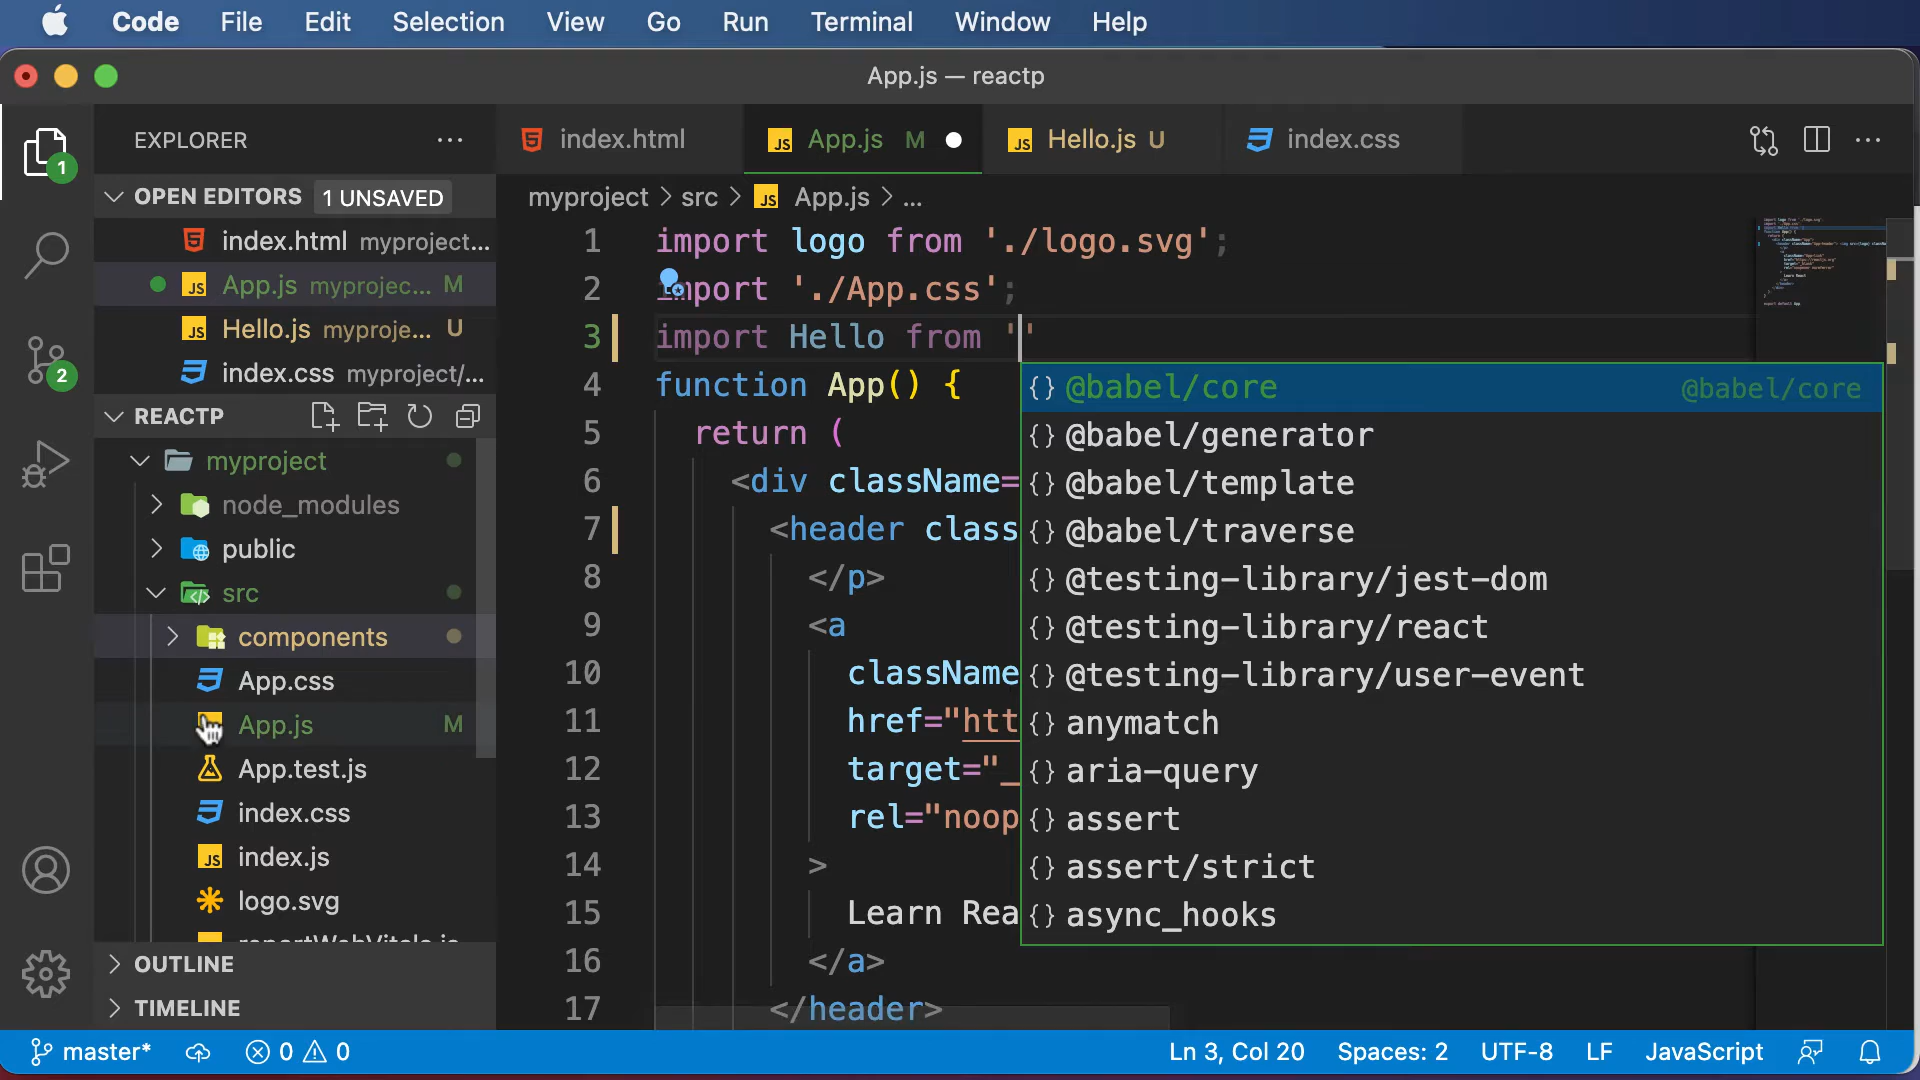 Code File Edit Selection View Go Run Terminal Window Help
App.js — reactp
EXPLORER
1
2
OPEN EDITORS 1 UNSAVED
index.html myproject...
App.js myprojec... M
Hello.js myproje... U
index.css myproject/...
REACTP
myproject
node_modules
public
src
components
App.css
App.js M
App.test.js
index.css
index.js
logo.svg
reportWebVitals.js
OUTLINE
TIMELINE
index.html
App.js M
Hello.js U
index.css
myproject > src > JS App.js > ...
1 import logo from './logo.svg';
2 import './App.css';
3 import Hello from ''
4 function App() {
5 return (
6 <div className=
7 <header class
8 </p>
9 <a
10 className
11 href="htt
12 target="_
13 rel="noop
14 >
15 Learn Rea
16 </a>
17 </header>
{} @babel/core @babel/core
{} @babel/generator
{} @babel/template
{} @babel/traverse
{} @testing-library/jest-dom
{} @testing-library/react
{} @testing-library/user-event
{} anymatch
{} aria-query
{} assert
{} assert/strict
{} async_hooks
master* 0 0 Ln 3, Col 20 Spaces: 2 UTF-8 LF JavaScript